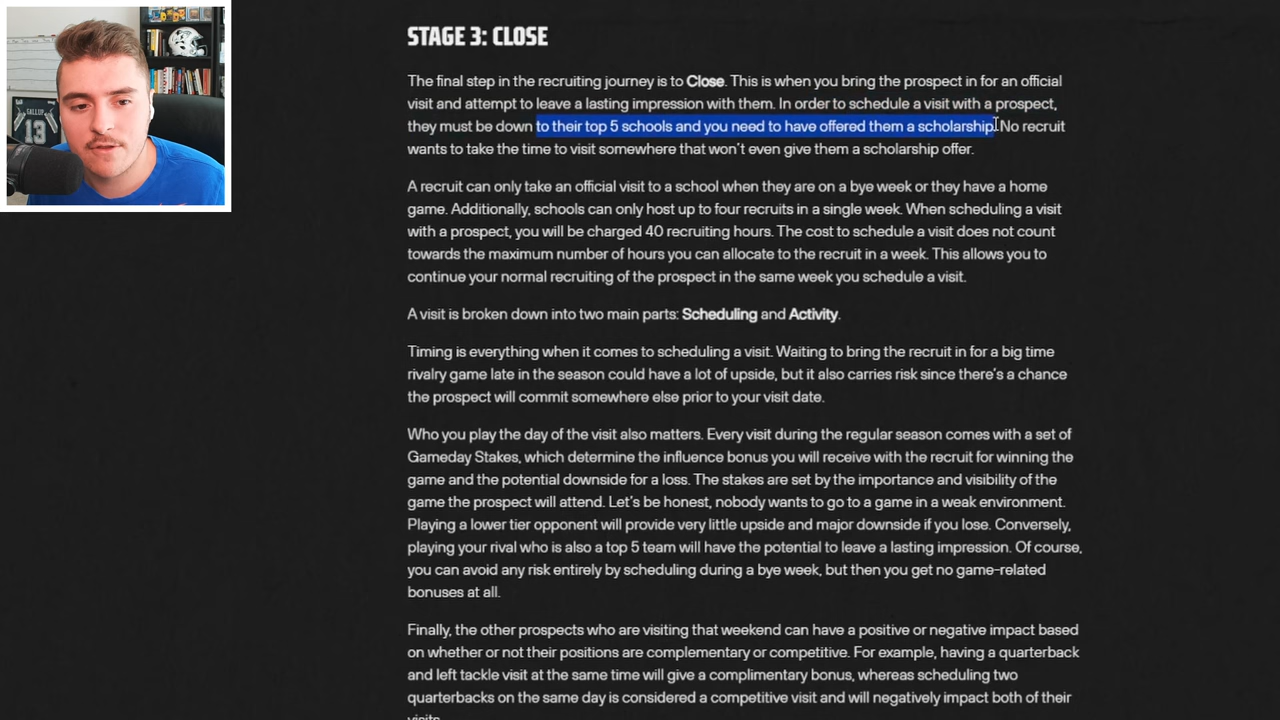 GALLUP
13
STAGE 3: CLOSE
The final step in the recruiting journey is to Close. This is when you bring the prospect in for an official
visit and attempt to leave a lasting impression with them. In order to schedule a visit with a prospect,
they must be down to their top 5 schools and you need to have offered them a scholarship. No recruit
wants to take the time to visit somewhere that won't even give them a scholarship offer.
A recruit can only take an official visit to a school when they are on a bye week or they have a home
game. Additionally, schools can only host up to four recruits in a single week. When scheduling a visit
with a prospect, you will be charged 40 recruiting hours. The cost to schedule a visit does not count
towards the maximum number of hours you can allocate to the recruit in a week. This allows you to
continue your normal recruiting of the prospect in the same week you schedule a visit.
A visit is broken down into two main parts: Scheduling and Activity.
Timing is everything when it comes to scheduling a visit. Waiting to bring the recruit in for a big time
rivalry game late in the season could have a lot of upside, but it also carries risk since there's a chance
the prospect will commit somewhere else prior to your visit date.
Who you play the day of the visit also matters. Every visit during the regular season comes with a set of
Gameday Stakes, which determine the influence bonus you will receive with the recruit for winning the
game and the potential downside for a loss. The stakes are set by the importance and visibility of the
game the prospect will attend. Let's be honest, nobody wants to go to a game in a weak environment.
Playing a lower tier opponent will provide very little upside and major downside if you lose. Conversely,
playing your rival who is also a top 5 team will have the potential to leave a lasting impression. Of course,
you can avoid any risk entirely by scheduling during a bye week, but then you get no game-related
bonuses at all.
Finally, the other prospects who are visiting that weekend can have a positive or negative impact based
on whether or not their positions are complementary or competitive. For example, having a quarterback
and left tackle visit at the same time will give a complimentary bonus, whereas scheduling two
quarterbacks on the same day is considered a competitive visit and will negatively impact both of their
visits.